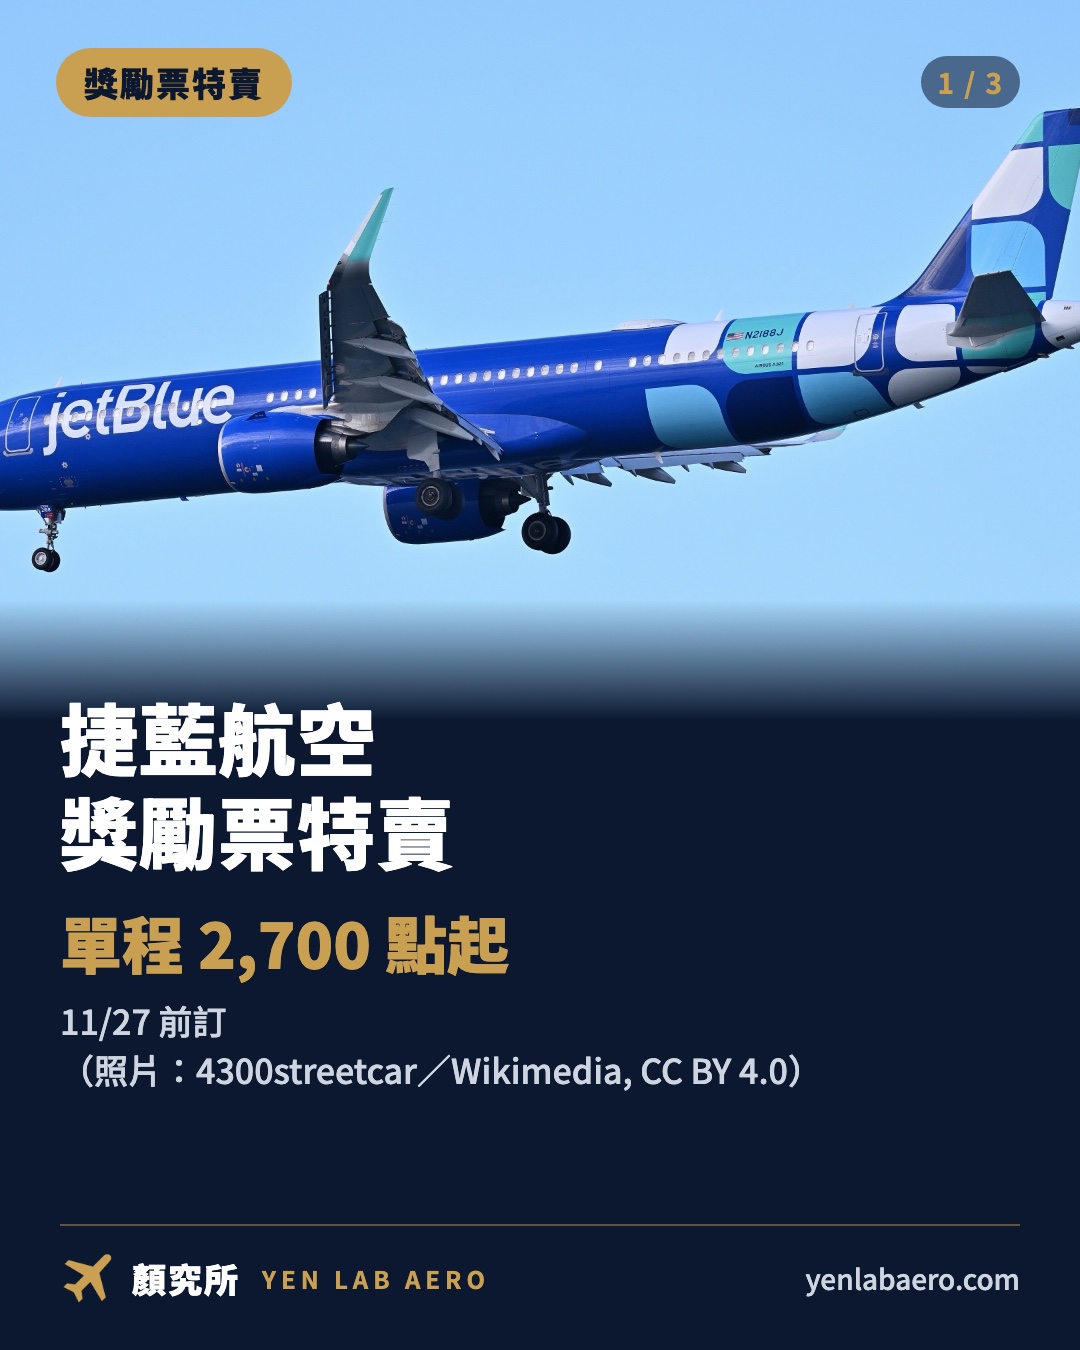 獎勵票特賣
1 / 3
N2188J
jetBlue
捷藍航空
獎勵票特賣
單程 2,700 點起
11/27 前訂
（照片：4300streetcar／Wikimedia, CC BY 4.0）
顏究所 YEN LAB AERO
yenlabaero.com